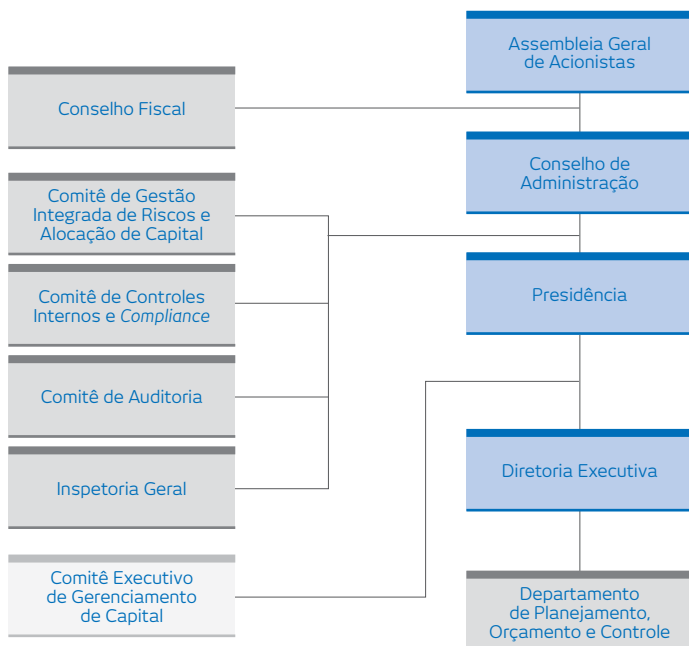 Assembleia Geral
de Acionistas
Conselho Fiscal
Conselho de
Administração
Comitê de Gestão
Integrada de Riscos e
Alocação de Capital
Comitê de Controles
Internos e Compliance
Presidência
Comitê de Auditoria
Diretoria Executiva
Inspetoria Geral
Comitê Executivo
de Gerenciamento
de Capital
Departamento
de Planejamento,
Orçamento e Controle